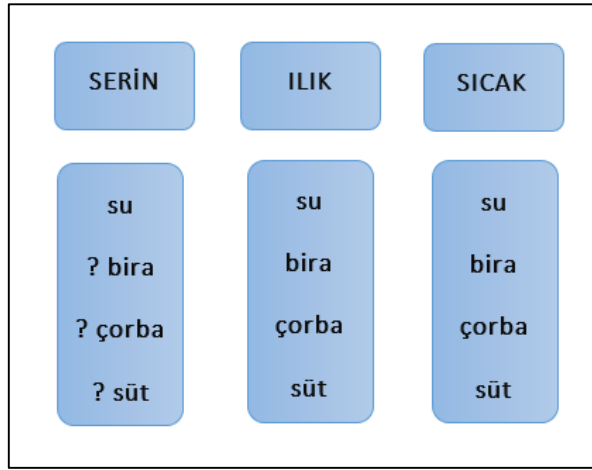 SERİN
su
? bira
? çorba
? süt
ILIK
su
bira
çorba
süt
SICAK
su
bira
çorba
süt